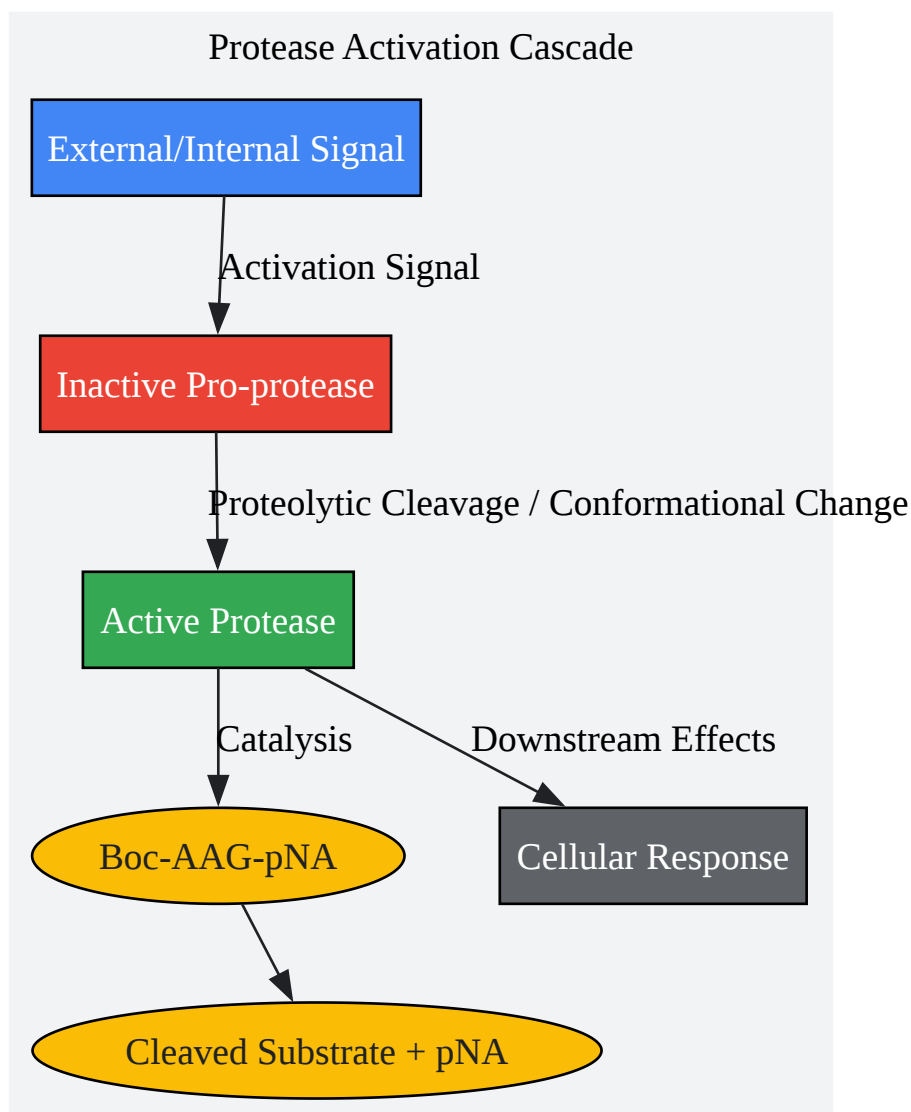 Protease Activation Cascade
External/Internal Signal
Activation Signal
Inactive Pro-protease
Proteolytic Cleavage / Conformational Change
Active Protease
Catalysis
Downstream Effects
Boc-AAG-pNA
Cellular Response
Cleaved Substrate + pNA